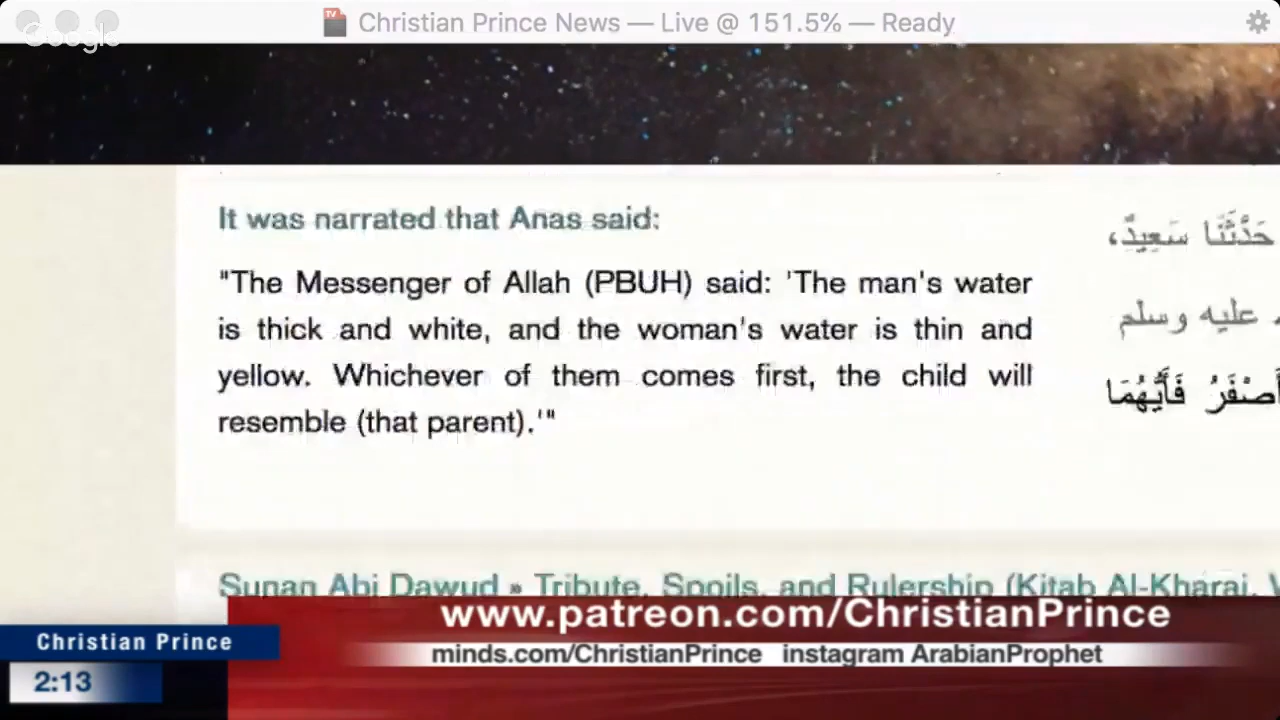 Google
Christian Prince News — Live @ 151.5% — Ready
It was narrated that Anas said:
"The Messenger of Allah (PBUH) said: 'The man's water
is thick and white, and the woman's water is thin and
yellow. Whichever of them comes first, the child will
resemble (that parent).'"
حَدَّثَنَا سَعِيدٌ،
عليه وسلم
أَصْفَرُ فَأَيُّهُمَا
Sunan Abi Dawud » Tribute, Spoils, and Rulership (Kitab Al-Kharaj,
www.patreon.com/ChristianPrince
minds.com/ChristianPrince instagram ArabianProphet
Christian Prince
2:13